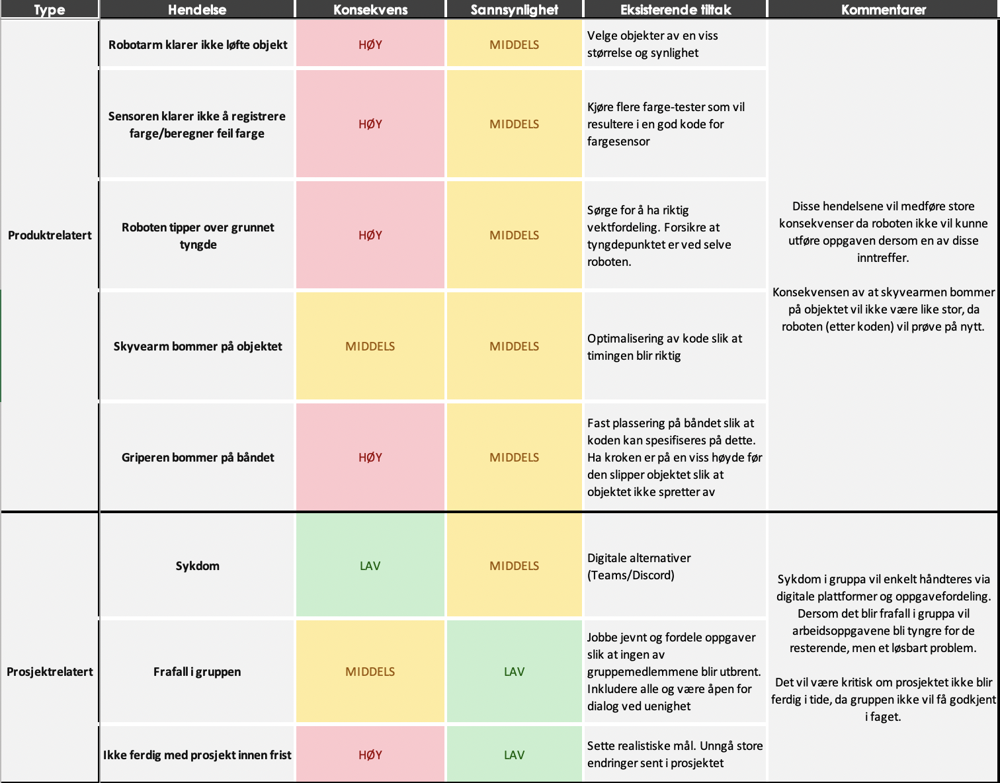 Type Hendelse Konsekvens Sannsynlighet Eksisterende tiltak Kommentarer
Produktrelatert
Robotarm klarer ikke løfte objekt
HØY
MIDDELS
Velge objekter av en viss
størrelse og synlighet
Sensoren klarer ikke å registrere
farge/beregner feil farge
HØY
MIDDELS
Kjøre flere farge-tester som vil
resultere i en god kode for
fargesensor
Roboten tipper over grunnet
tyngde
HØY
MIDDELS
Sørge for å ha riktig
vektfordeling. Forsikre at
tyngdepunktet er ved selve
roboten.
Skyvearm bommer på objektet
MIDDELS
MIDDELS
Optimalisering av kode slik at
timingen blir riktig
Griperen bommer på båndet
HØY
MIDDELS
Fast plassering på båndet slik at
koden kan spesifiseres på dette.
Ha kroken er på en viss høyde før
den slipper objektet slik at
objektet ikke spretter av
Disse hendelsene vil medføre store
konsekvenser da roboten ikke vil kunne
utføre oppgaven dersom en av disse
inntreffer.
Konsekvensen av at skyvearmen bommer
på objektet vil ikke være like stor, da
roboten (etter koden) vil prøve på nytt.
Prosjektrelatert
Sykdom
LAV
MIDDELS
Digitale alternativer
(Teams/Discord)
Frafall i gruppen
MIDDELS
LAV
Jobbe jevnt og fordele oppgaver
slik at ingen av
gruppemedlemmene blir utbrent.
Inkludere alle og være åpen for
dialog ved uenighet
Ikke ferdig med prosjekt innen frist
HØY
LAV
Sette realistiske mål. Unngå store
endringer sent i prosjektet
Sykdom i gruppa vil enkelt håndteres via
digitale plattformer og oppgavefordeling.
Dersom det blir frafall i gruppa vil
arbeidsoppgavene bli tyngre for de
resterende, men et løsbart problem.
Det vil være kritisk om prosjektet ikke blir
ferdig i tide, da gruppen ikke vil få godkjent
i faget.